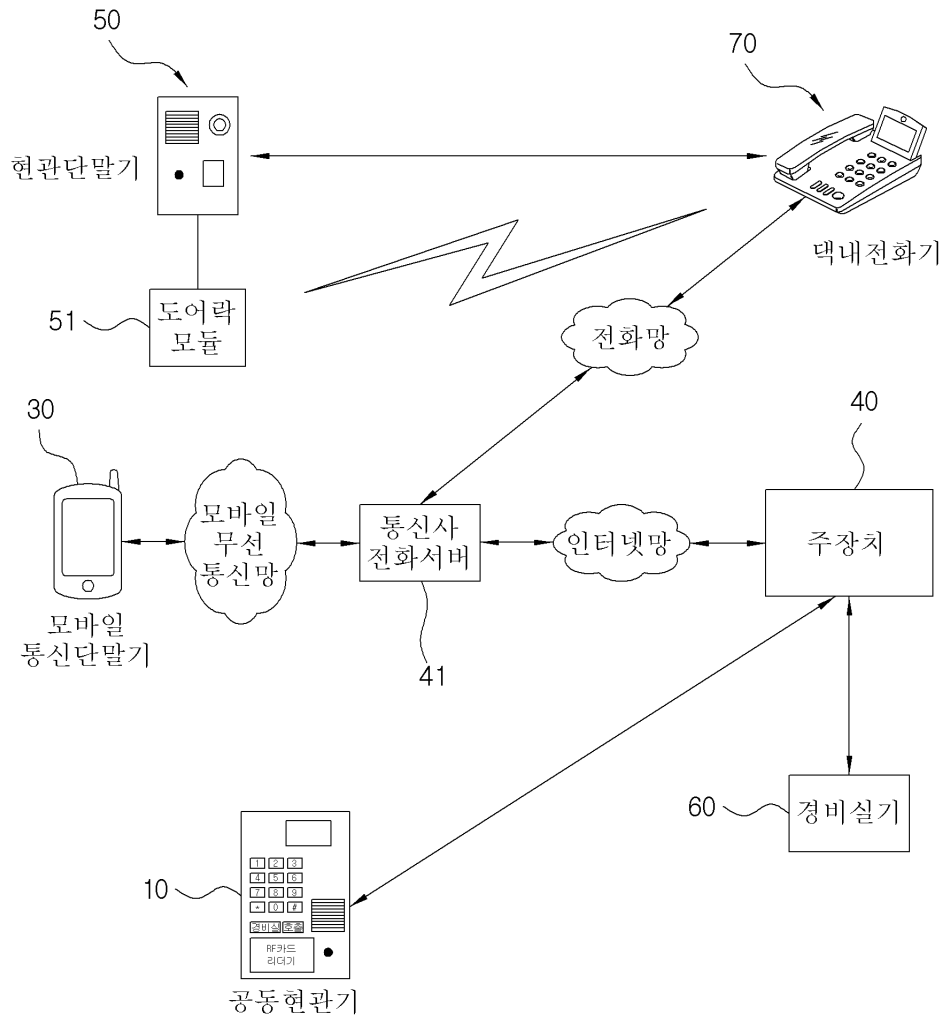 50
70
현관단말기
댁내전화기
51
도어락
모듈
전화망
30
40
모바일
무선
통신망
통신사
전화서버
인터넷망
주장치
모바일
통신단말기
41
60
경비실기
10
1 2 3
4 5 6
7 8 9
* 0 #
경비실 호출
RF카드
리더기
공동현관기